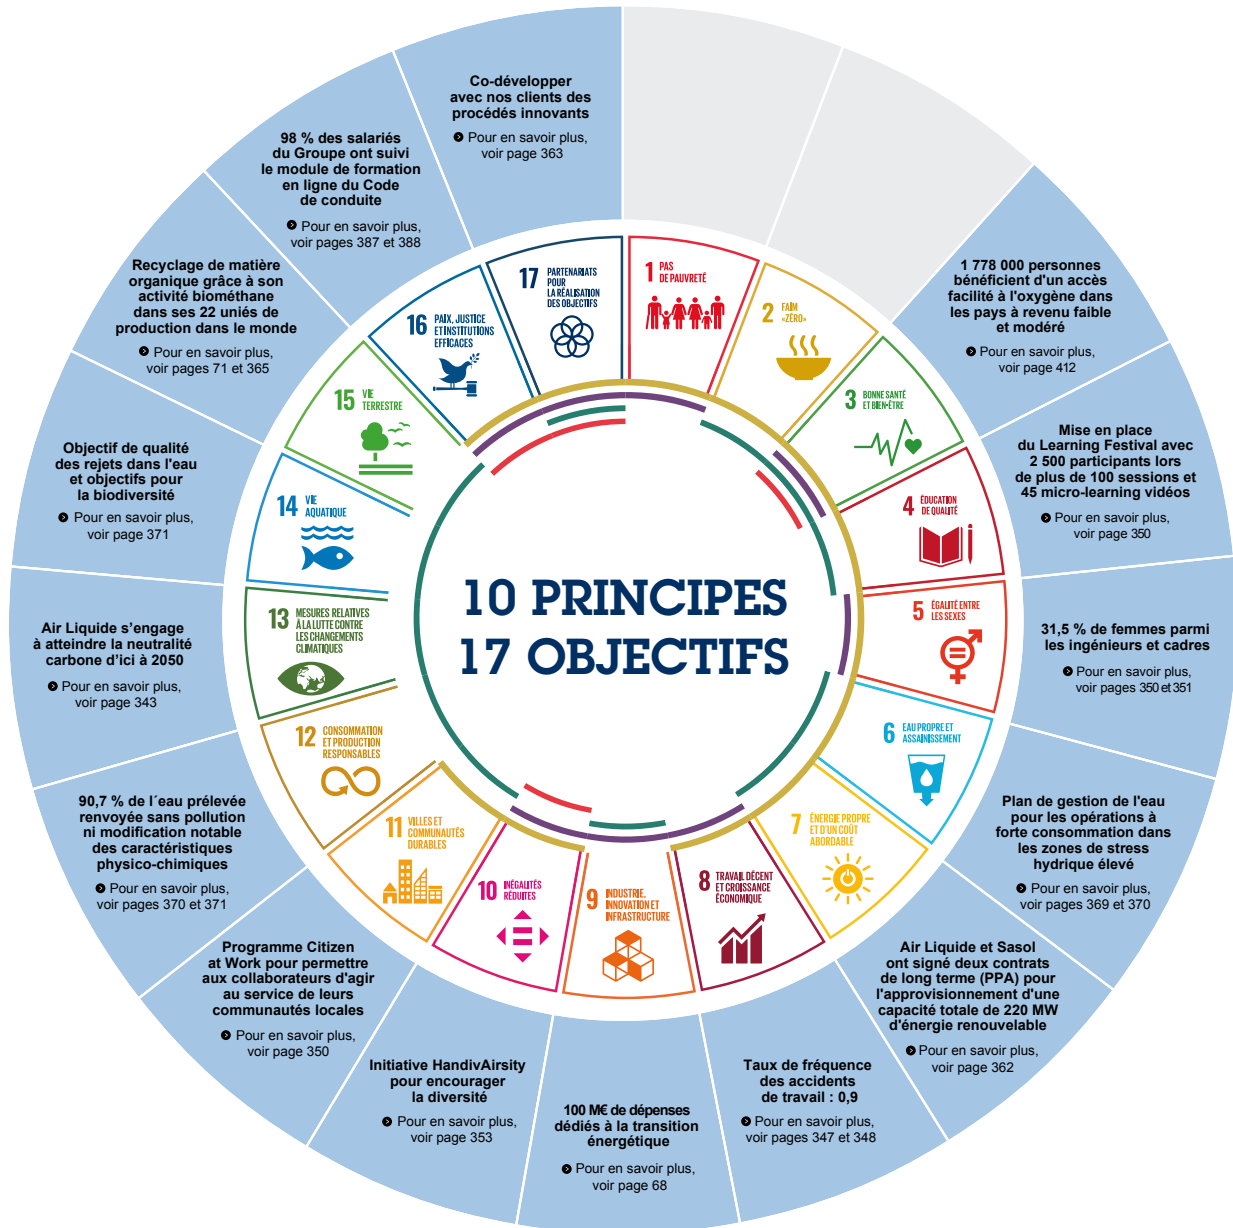 10 PRINCIPES
17 OBJECTIFS
1 PAS
DE PAUVRETÉ
2 FAIM
«ZÉRO»
3 BONNE SANTÉ
ET BIEN-ÊTRE
1 778 000 personnes
bénéficient d'un accès
facilité à l'oxygène dans
les pays à revenu faible
et modéré
Pour en savoir plus,
voir page 412
4 ÉDUCATION
DE QUALITÉ
Mise en place
du Learning Festival avec
2 500 participants lors
de plus de 100 sessions et
45 micro-learning vidéos
Pour en savoir plus,
voir page 350
5 ÉGALITÉ ENTRE
LES SEXES
31,5 % de femmes parmi
les ingénieurs et cadres
Pour en savoir plus,
voir pages 350 et 351
6 EAU PROPRE ET
ASSAINISSEMENT
Plan de gestion de l'eau
pour les opérations à
forte consommation dans
les zones de stress
hydrique élevé
Pour en savoir plus,
voir pages 369 et 370
7 ÉNERGIE PROPRE
ET D'UN COÛT
ABORDABLE
Air Liquide et Sasol
ont signé deux contrats
de long terme (PPA) pour
l'approvisionnement d'une
capacité totale de 220 MW
d'énergie renouvelable
Pour en savoir plus,
voir page 362
8 TRAVAIL DÉCENT
ET CROISSANCE
ÉCONOMIQUE
Taux de fréquence
des accidents
de travail : 0,9
Pour en savoir plus,
voir pages 347 et 348
9 INDUSTRIE,
INNOVATION ET
INFRASTRUCTURE
100 M€ de dépenses
dédiés à la transition
énergétique
Pour en savoir plus,
voir page 68
10 INÉGALITÉS
RÉDUITES
Initiative HandivAirsity
pour encourager
la diversité
Pour en savoir plus,
voir page 353
11 VILLES ET
COMMUNAUTÉS
DURABLES
Programme Citizen
at Work pour permettre
aux collaborateurs d'agir
au service de leurs
communautés locales
Pour en savoir plus,
voir page 350
12 CONSOMMATION
ET PRODUCTION
RESPONSABLES
90,7 % de l´eau prélevée
renvoyée sans pollution
ni modification notable
des caractéristiques
physico-chimiques
Pour en savoir plus,
voir pages 370 et 371
13 MESURES RELATIVES
À LA LUTTE CONTRE
LES CHANGEMENTS
CLIMATIQUES
Air Liquide s’engage
à atteindre la neutralité
carbone d’ici à 2050
Pour en savoir plus,
voir page 343
14 VIE
AQUATIQUE
Objectif de qualité
des rejets dans l'eau
et objectifs pour
la biodiversité
Pour en savoir plus,
voir page 371
15 VIE
TERRESTRE
Recyclage de matière
organique grâce à son
activité biométhane
dans ses 22 uniés de
production dans le monde
Pour en savoir plus,
voir pages 71 et 365
16 PAIX, JUSTICE
ET INSTITUTIONS
EFFICACES
98 % des salariés
du Groupe ont suivi
le module de formation
en ligne du Code
de conduite
Pour en savoir plus,
voir pages 387 et 388
17 PARTENARIATS
POUR
LA RÉALISATION
DES OBJECTIFS
Co-développer
avec nos clients des
procédés innovants
Pour en savoir plus,
voir page 363